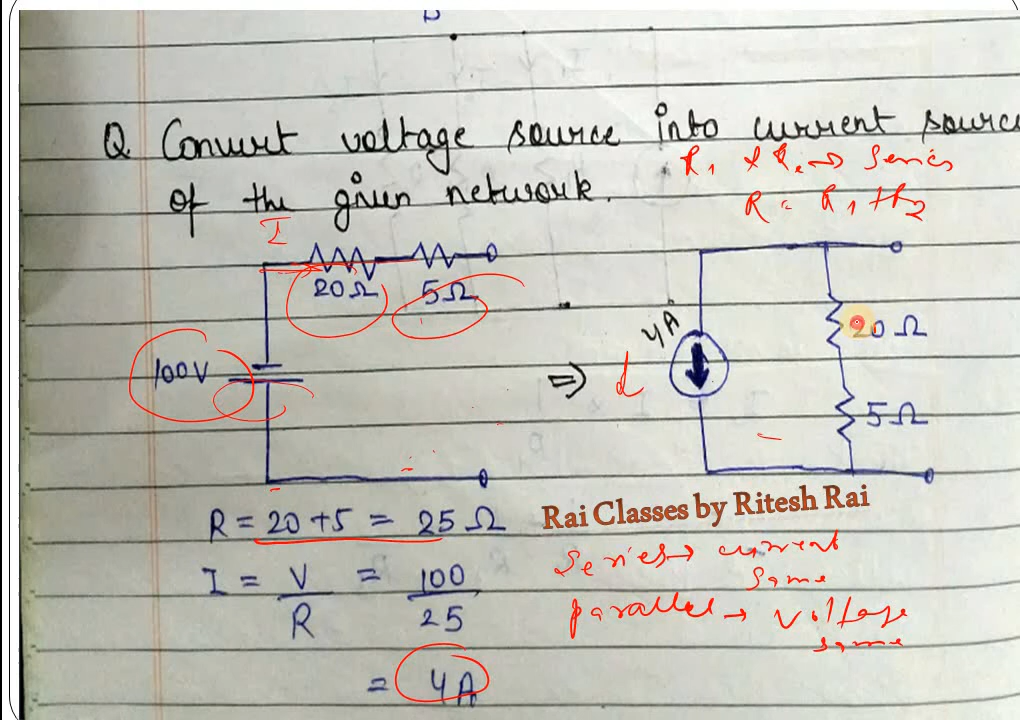 Q Convert voltage source into current source
of the given network.
R1 & R2 → Series
R = R1 + R2
I
20Ω 5Ω
100V
⇒
I
4A
20Ω
5Ω
R = 20 + 5 = 25 Ω
I = V/R = 100/25
= 4A
Rai Classes by Ritesh Rai
Series → current
Same
parallel → voltage
same